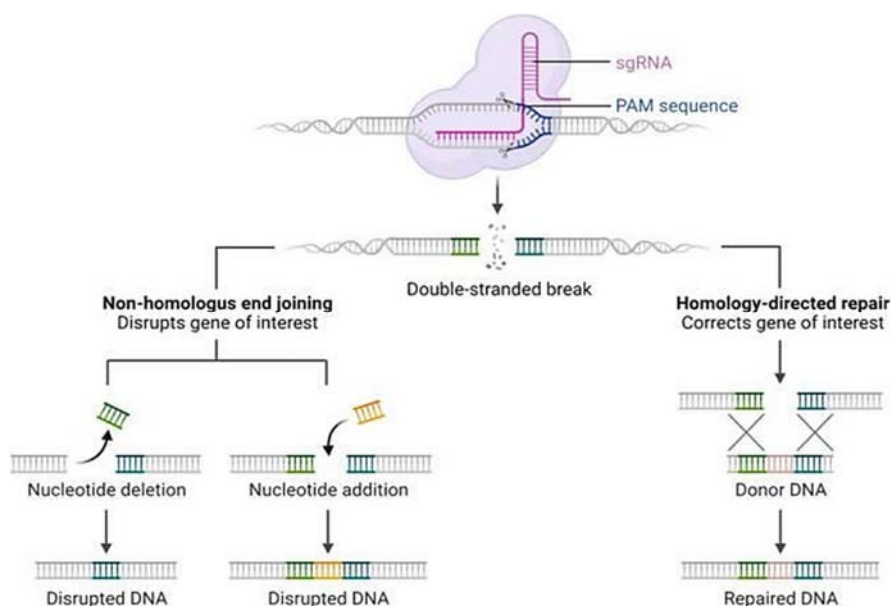 sgRNA
PAM sequence
Double-stranded break
Non-homologus end joining
Disrupts gene of interest
Homology-directed repair
Corrects gene of interest
Nucleotide deletion
Nucleotide addition
Donor DNA
Disrupted DNA
Disrupted DNA
Repaired DNA